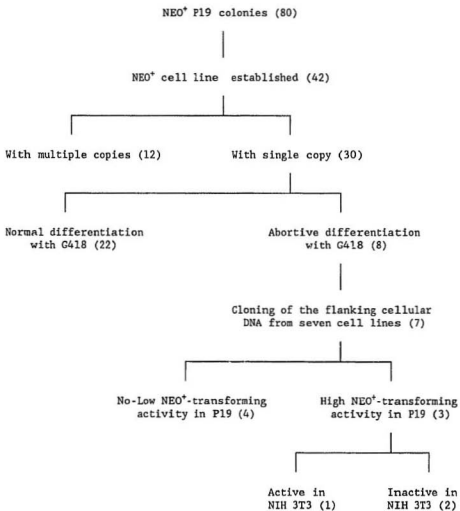 NEO⁺ P19 colonies (80)
NEO⁺ cell line established (42)
With multiple copies (12)
With single copy (30)
Normal differentiation
with G418 (22)
Abortive differentiation
with G418 (8)
Cloning of the flanking cellular
DNA from seven cell lines (7)
No-Low NEO⁺-transforming
activity in P19 (4)
High NEO⁺-transforming
activity in P19 (3)
Active in
NIH 3T3 (1)
Inactive in
NIH 3T3 (2)